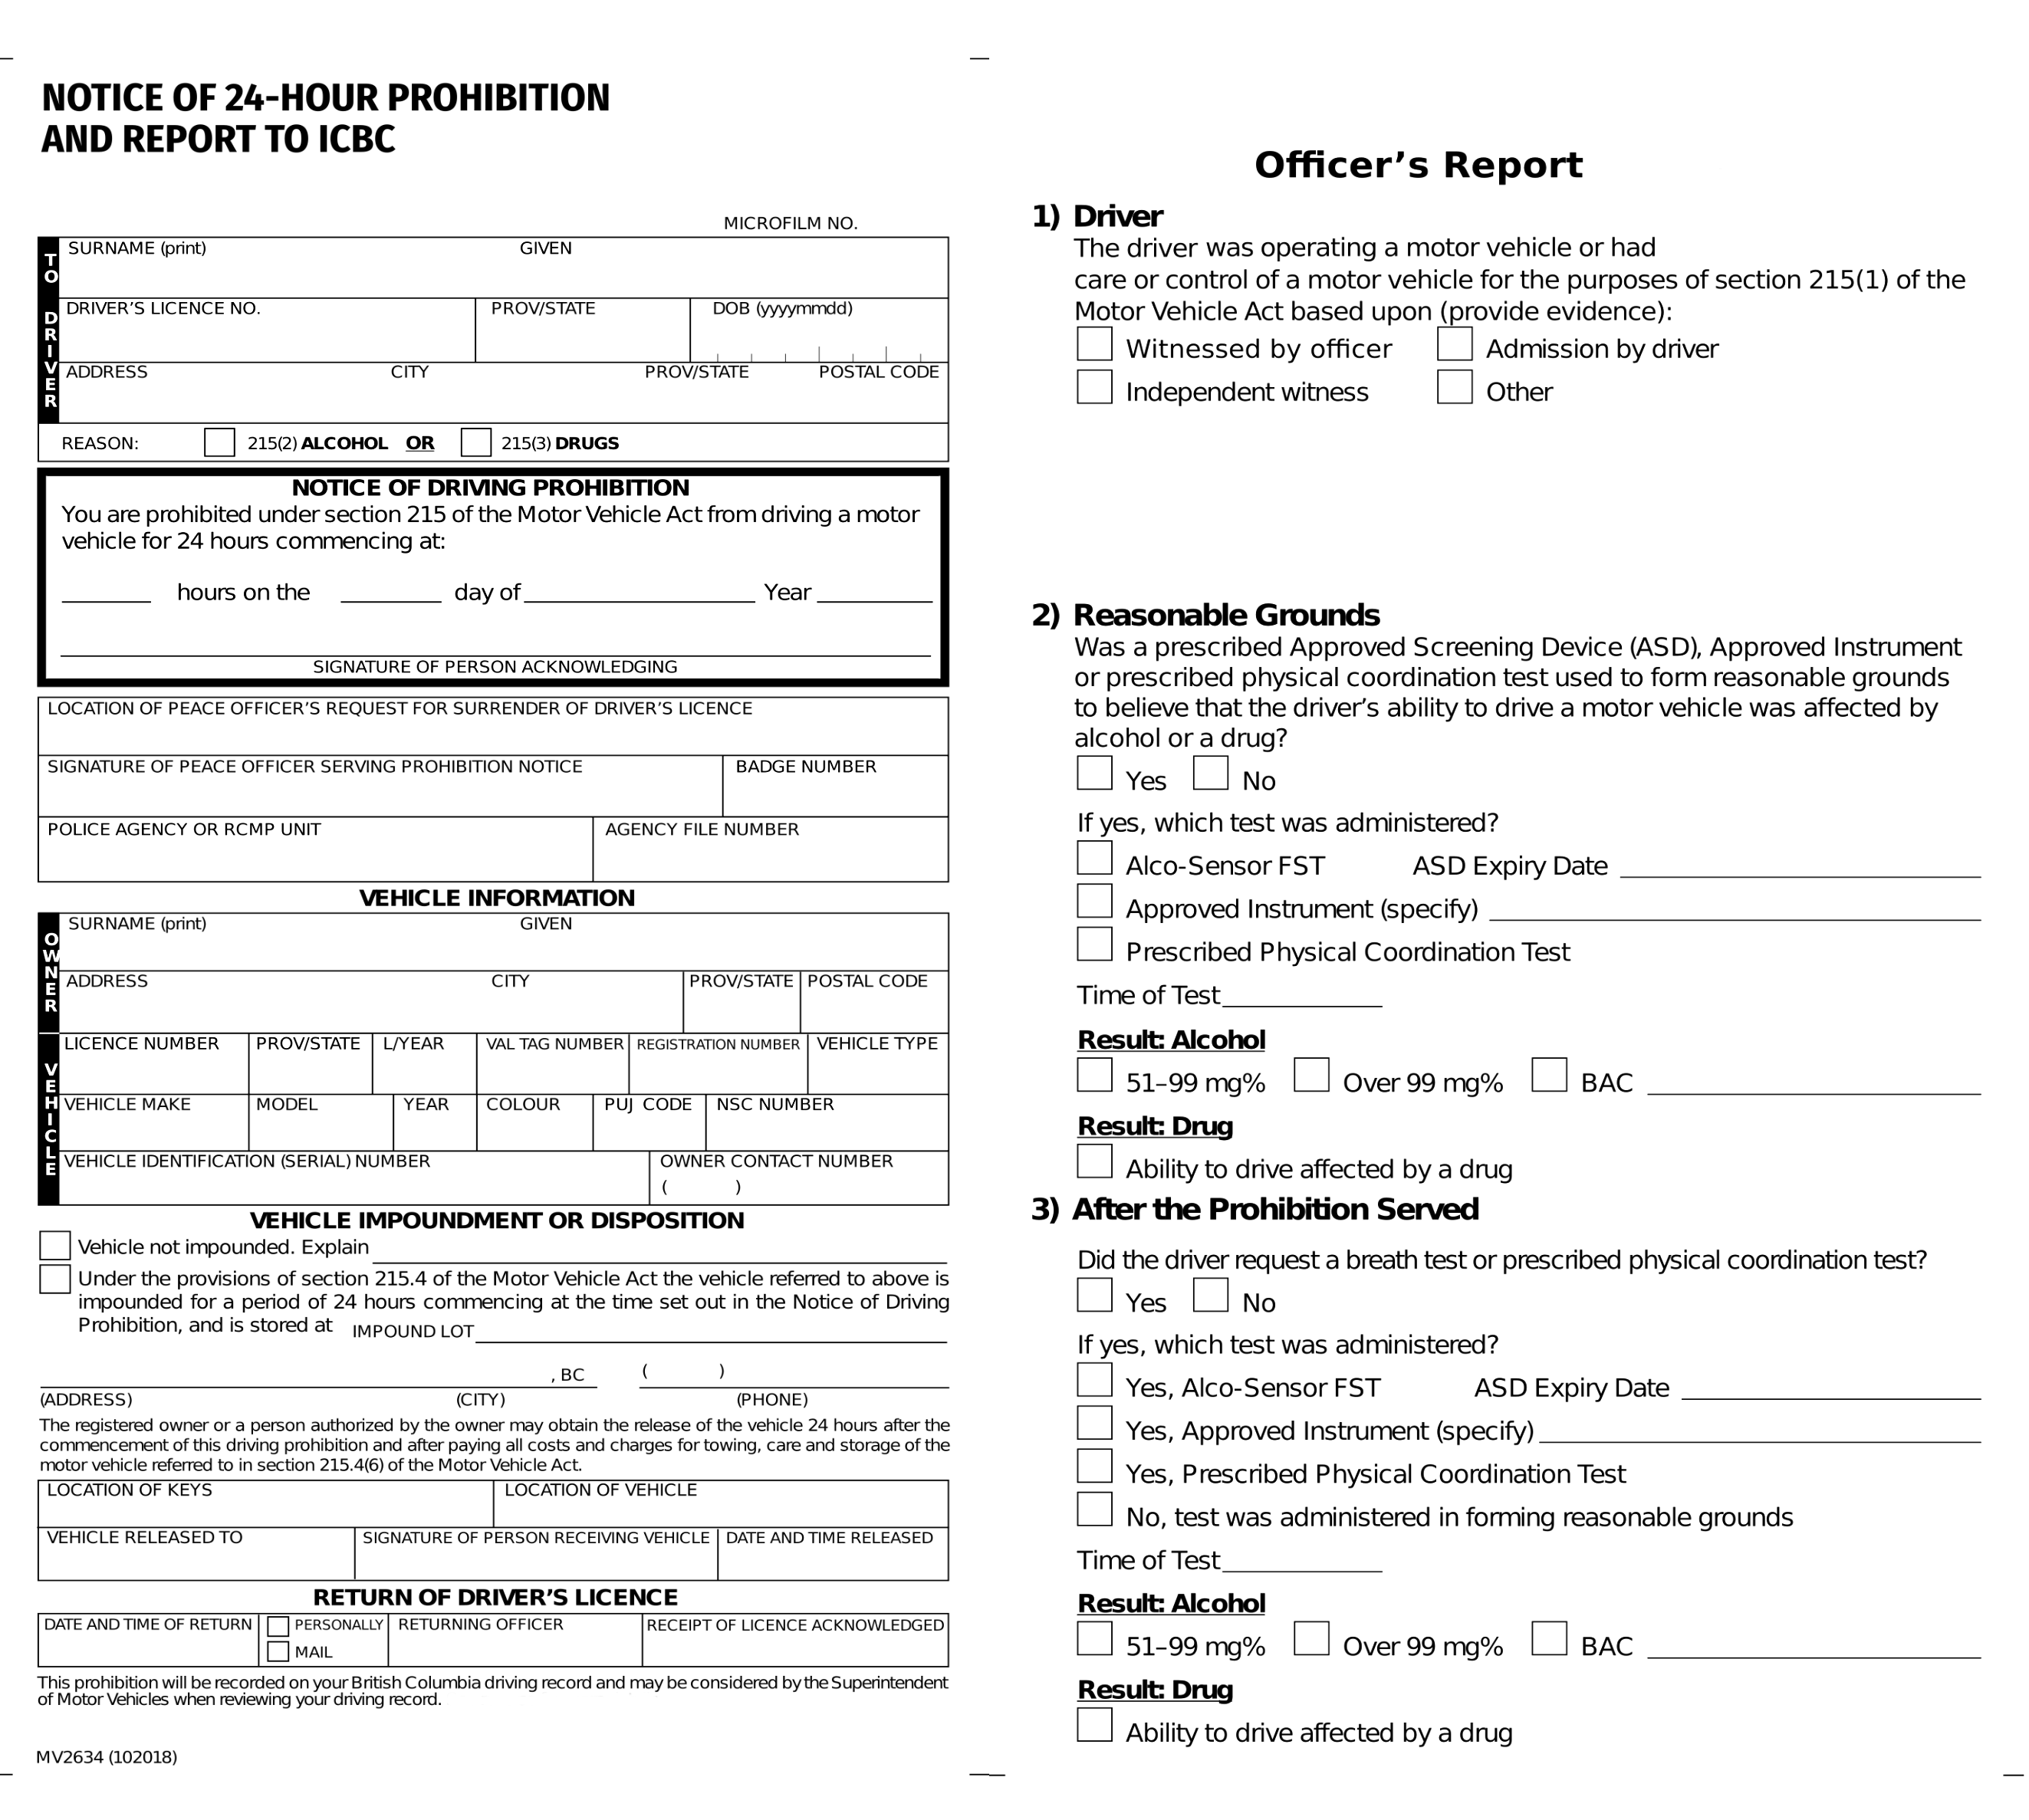 NOTICE OF 24-HOUR PROHIBITION
AND REPORT TO ICBC
MICROFILM NO.
TO DRIVER
SURNAME (print) GIVEN
DRIVER’S LICENCE NO. PROV/STATE DOB (yyyymmdd)
ADDRESS CITY PROV/STATE POSTAL CODE
REASON: 215(2) ALCOHOL OR 215(3) DRUGS
NOTICE OF DRIVING PROHIBITION
You are prohibited under section 215 of the Motor Vehicle Act from driving a motor
vehicle for 24 hours commencing at:
hours on the day of Year
SIGNATURE OF PERSON ACKNOWLEDGING
LOCATION OF PEACE OFFICER’S REQUEST FOR SURRENDER OF DRIVER’S LICENCE
SIGNATURE OF PEACE OFFICER SERVING PROHIBITION NOTICE BADGE NUMBER
POLICE AGENCY OR RCMP UNIT AGENCY FILE NUMBER
VEHICLE INFORMATION
OWNER
SURNAME (print) GIVEN
ADDRESS CITY PROV/STATE POSTAL CODE
VEHICLE
LICENCE NUMBER PROV/STATE L/YEAR VAL TAG NUMBER REGISTRATION NUMBER VEHICLE TYPE
VEHICLE MAKE MODEL YEAR COLOUR PUJ CODE NSC NUMBER
VEHICLE IDENTIFICATION (SERIAL) NUMBER OWNER CONTACT NUMBER
( )
VEHICLE IMPOUNDMENT OR DISPOSITION
Vehicle not impounded. Explain
Under the provisions of section 215.4 of the Motor Vehicle Act the vehicle referred to above is
impounded for a period of 24 hours commencing at the time set out in the Notice of Driving
Prohibition, and is stored at IMPOUND LOT
, BC ( )
(ADDRESS) (CITY) (PHONE)
The registered owner or a person authorized by the owner may obtain the release of the vehicle 24 hours after the
commencement of this driving prohibition and after paying all costs and charges for towing, care and storage of the
motor vehicle referred to in section 215.4(6) of the Motor Vehicle Act.
LOCATION OF KEYS LOCATION OF VEHICLE
VEHICLE RELEASED TO SIGNATURE OF PERSON RECEIVING VEHICLE DATE AND TIME RELEASED
RETURN OF DRIVER’S LICENCE
DATE AND TIME OF RETURN PERSONALLY RETURNING OFFICER RECEIPT OF LICENCE ACKNOWLEDGED
MAIL
This prohibition will be recorded on your British Columbia driving record and may be considered by the Superintendent
of Motor Vehicles when reviewing your driving record.
MV2634 (102018)
Officer’s Report
1) Driver
The driver was operating a motor vehicle or had
care or control of a motor vehicle for the purposes of section 215(1) of the
Motor Vehicle Act based upon (provide evidence):
Witnessed by officer Admission by driver
Independent witness Other
2) Reasonable Grounds
Was a prescribed Approved Screening Device (ASD), Approved Instrument
or prescribed physical coordination test used to form reasonable grounds
to believe that the driver’s ability to drive a motor vehicle was affected by
alcohol or a drug?
Yes No
If yes, which test was administered?
Alco-Sensor FST ASD Expiry Date
Approved Instrument (specify)
Prescribed Physical Coordination Test
Time of Test
Result: Alcohol
51–99 mg% Over 99 mg% BAC
Result: Drug
Ability to drive affected by a drug
3) After the Prohibition Served
Did the driver request a breath test or prescribed physical coordination test?
Yes No
If yes, which test was administered?
Yes, Alco-Sensor FST ASD Expiry Date
Yes, Approved Instrument (specify)
Yes, Prescribed Physical Coordination Test
No, test was administered in forming reasonable grounds
Time of Test
Result: Alcohol
51–99 mg% Over 99 mg% BAC
Result: Drug
Ability to drive affected by a drug